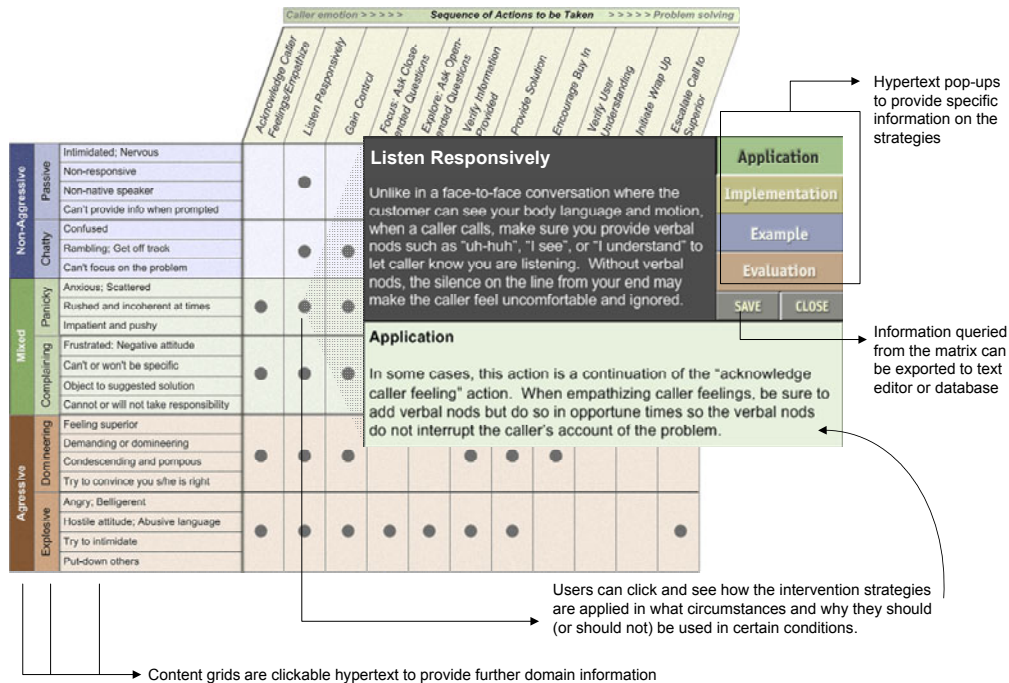 Caller emotion > > > > >    Sequence of Actions to be Taken    > > > > > Problem solving
Acknowledge Caller
Feelings/Empathize
Listen Responsively
Gain Control
Focus: Ask Close-
ended Questions
Explore: Ask Open-
ended Questions
Verify Information
Provided
Provide Solution
Encourage Buy In
Verify User
Understanding
Initiate Wrap Up
Escalate Call to
Superior
Non-Aggressive
Passive
Intimidated; Nervous
Non-responsive
Non-native speaker
Can't provide info when prompted
Chatty
Confused
Rambling; Get off track
Can't focus on the problem
Mixed
Panicky
Anxious; Scattered
Rushed and incoherent at times
Impatient and pushy
Complaining
Frustrated; Negative attitude
Can't or won't be specific
Object to suggested solution
Cannot or will not take responsibility
Agressive
Domineering
Feeling superior
Demanding or domineering
Condescending and pompous
Try to convince you s/he is right
Explosive
Angry; Belligerent
Hostile attitude; Abusive language
Try to intimidate
Put-down others
Listen Responsively
Unlike in a face-to-face conversation where the
customer can see your body language and motion,
when a caller calls, make sure you provide verbal
nods such as "uh-huh", "I see", or "I understand" to
let caller know you are listening. Without verbal
nods, the silence on the line from your end may
make the caller feel uncomfortable and ignored.
Application
Implementation
Example
Evaluation
SAVE
CLOSE
Application
In some cases, this action is a continuation of the "acknowledge
caller feeling" action. When empathizing caller feelings, be sure to
add verbal nods but do so in opportune times so the verbal nods
do not interrupt the caller's account of the problem.
Hypertext pop-ups
to provide specific
information on the
strategies
Information queried
from the matrix can
be exported to text
editor or database
Users can click and see how the intervention strategies
are applied in what circumstances and why they should
(or should not) be used in certain conditions.
Content grids are clickable hypertext to provide further domain information